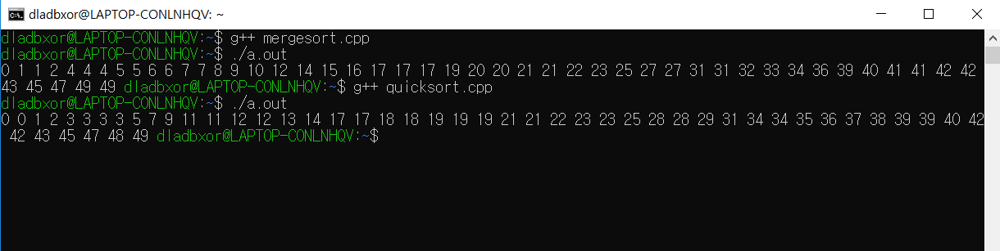 dladbxor@LAPTOP-CONLNHQV: ~
dladbxor@LAPTOP-CONLNHQV:~$ g++ mergesort.cpp
dladbxor@LAPTOP-CONLNHQV:~$ ./a.out
0 1 1 2 4 4 4 5 6 7 7 8 9 10 12 14 15 16 17 17 17 19 20 20 21 21 22 23 25 27 27 31 31 32 33 36 37 39 40 41 41 42 42
43 45 47 49 49 dladbxor@LAPTOP-CONLNHQV:~$ g++ quicksort.cpp
dladbxor@LAPTOP-CONLNHQV:~$ ./a.out
0 0 1 2 3 3 3 3 5 7 9 11 11 12 12 13 14 17 17 18 18 19 19 19 21 21 22 23 23 25 28 28 29 31 34 34 35 36 37 38 39 39 40 42
42 43 45 47 48 49 dladbxor@LAPTOP-CONLNHQV:~$